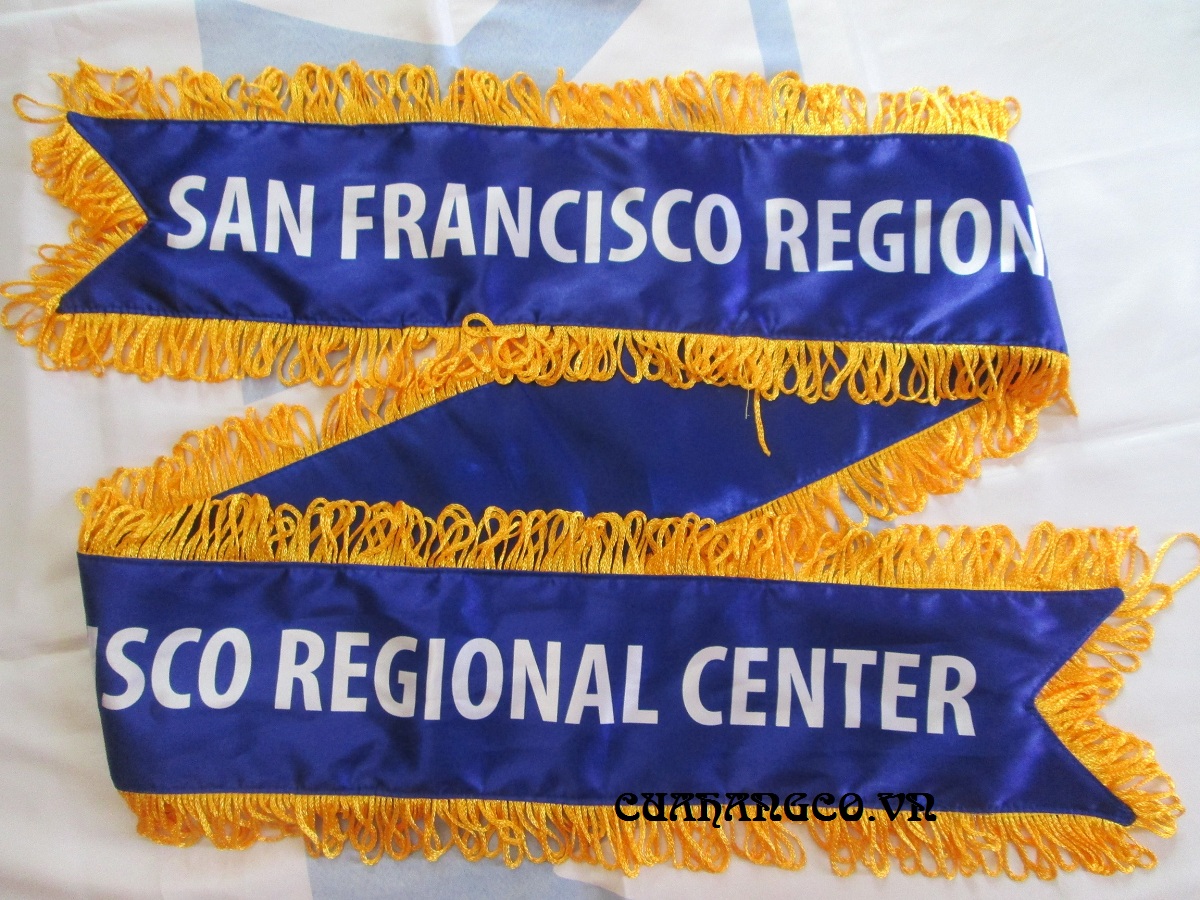 SAN FRANCISCO REGION
SCO REGIONAL CENTER
CUAHANGCO.VN